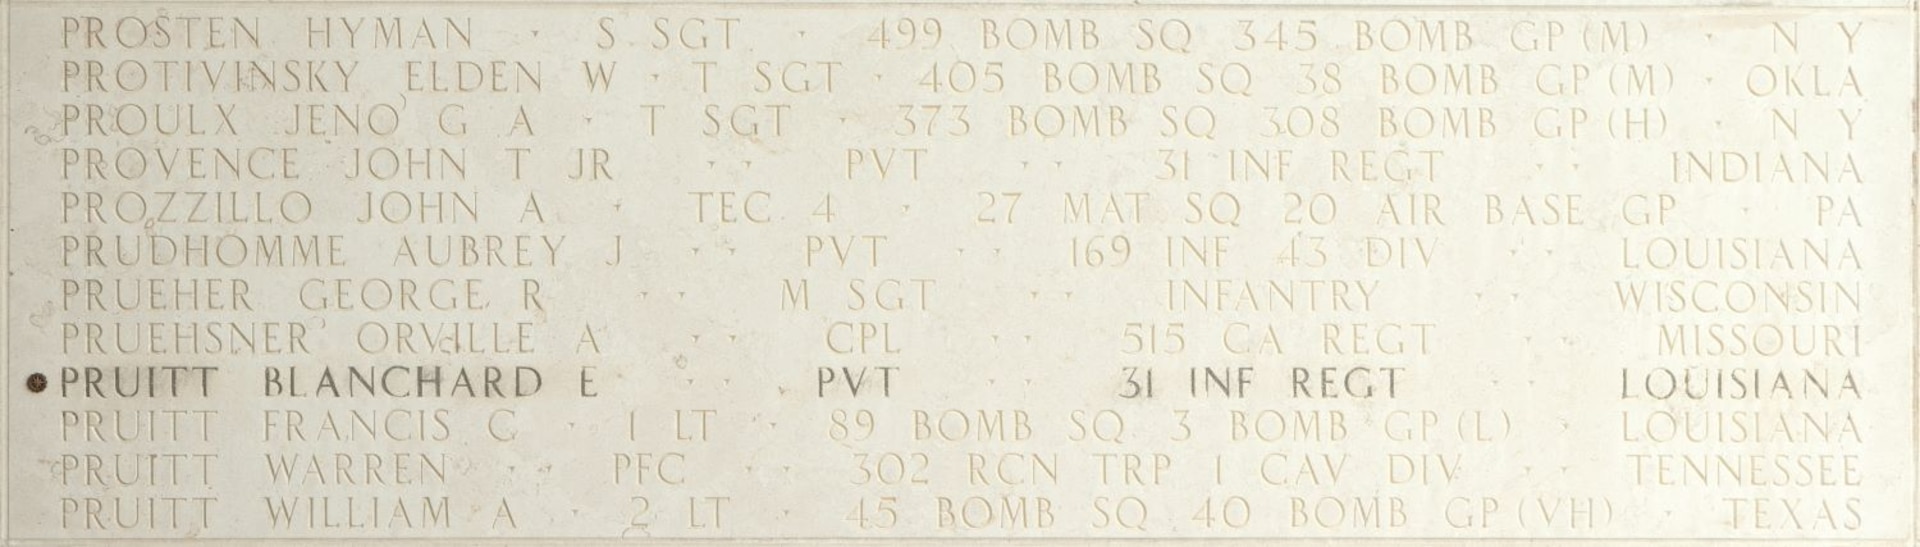 PROSTEN HYMAN · S SGT · 499 BOMB SQ 345 BOMB GP (M) · N Y
PROTIVINSKY ELDEN W · T SGT · 405 BOMB SQ 38 BOMB GP (M) · OKLA
PROULX JENO G A · T SGT · 373 BOMB SQ 308 BOMB GP (H) · N Y
PROVENCE JOHN T JR · · PVT · · 31 INF REGT · · INDIANA
PROZZILLO JOHN A · TEC 4 · 27 MAT SQ 20 AIR BASE GP · PA
PRUDHOMME AUBREY J · · PVT · · 169 INF 43 DIV · · LOUISIANA
PRUEHER GEORGE R · · M SGT · · INFANTRY · · WISCONSIN
PRUEHSNER ORVILLE A · · CPL · · 515 CA REGT · · MISSOURI
PRUITT BLANCHARD E · · PVT · · 31 INF REGT · · LOUISIANA
PRUITT FRANCIS C · 1 LT · 89 BOMB SQ 3 BOMB GP (L) · LOUISIANA
PRUITT WARREN · · PFC · · 302 RCN TRP 1 CAV DIV · · TENNESSEE
PRUITT WILLIAM A · 2 LT · 45 BOMB SQ 40 BOMB GP (VH) · TEXAS